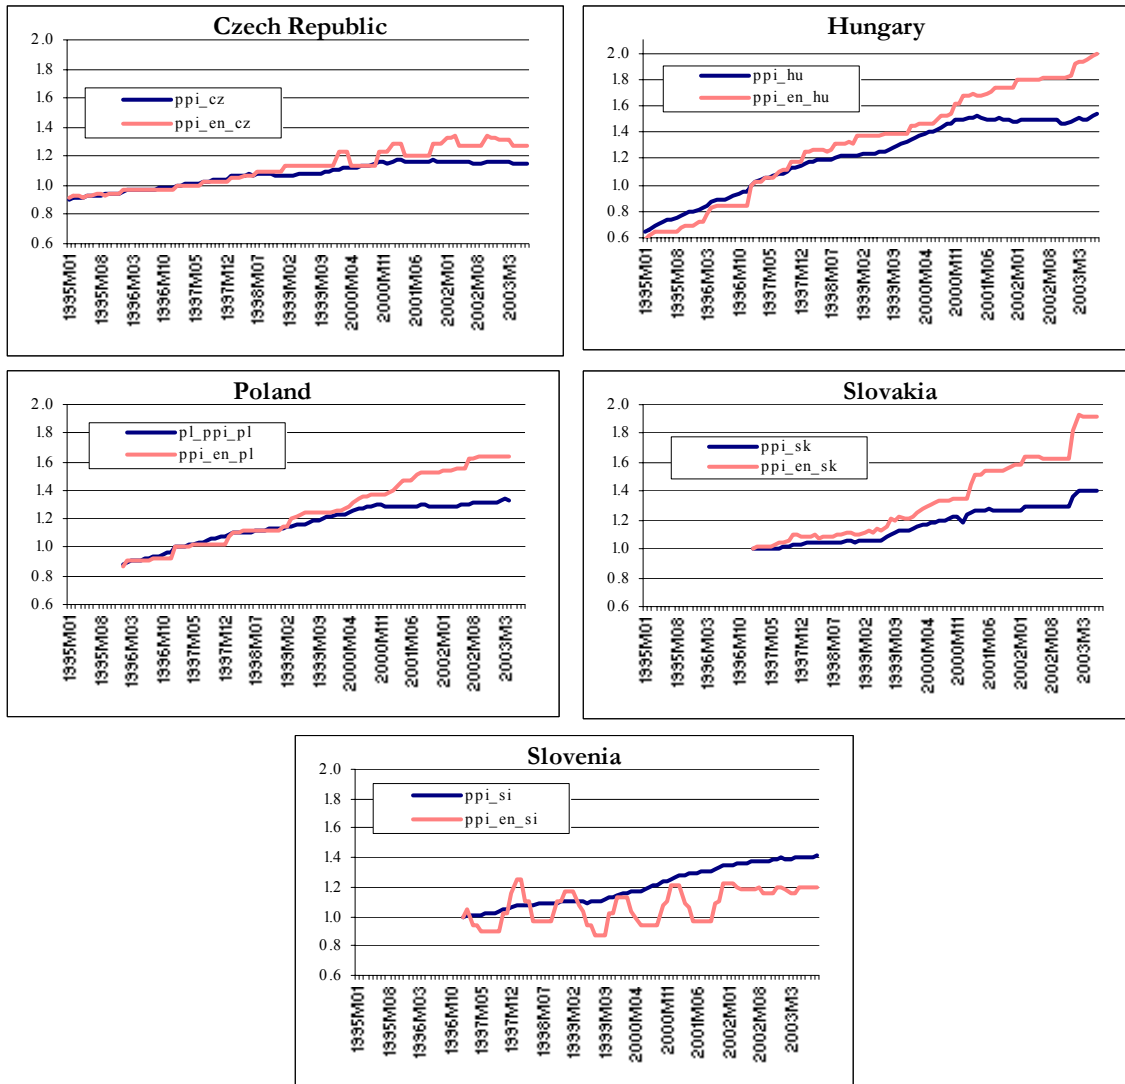 Czech Republic
2.0
1.8
1.6
1.4
1.2
1.0
0.8
0.6
ppi_cz
ppi_en_cz
1995M01
1995M08
1996M03
1996M10
1997M05
1997M12
1998M07
1999M02
1999M09
2000M04
2000M11
2001M06
2002M01
2002M08
2003M3
Hungary
2.0
1.8
1.6
1.4
1.2
1.0
0.8
0.6
ppi_hu
ppi_en_hu
1995M01
1995M08
1996M03
1996M10
1997M05
1997M12
1998M07
1999M02
1999M09
2000M04
2000M11
2001M06
2002M01
2002M08
2003M3
Poland
2.0
1.8
1.6
1.4
1.2
1.0
0.8
0.6
pl_ppi_pl
ppi_en_pl
1995M01
1995M08
1996M03
1996M10
1997M05
1997M12
1998M07
1999M02
1999M09
2000M04
2000M11
2001M06
2002M01
2002M08
2003M3
Slovakia
2.0
1.8
1.6
1.4
1.2
1.0
0.8
0.6
ppi_sk
ppi_en_sk
1995M01
1995M08
1996M03
1996M10
1997M05
1997M12
1998M07
1999M02
1999M09
2000M04
2000M11
2001M06
2002M01
2002M08
2003M3
Slovenia
2.0
1.8
1.6
1.4
1.2
1.0
0.8
0.6
ppi_si
ppi_en_si
1995M01
1995M08
1996M03
1996M10
1997M05
1997M12
1998M07
1999M02
1999M09
2000M04
2000M11
2001M06
2002M01
2002M08
2003M3